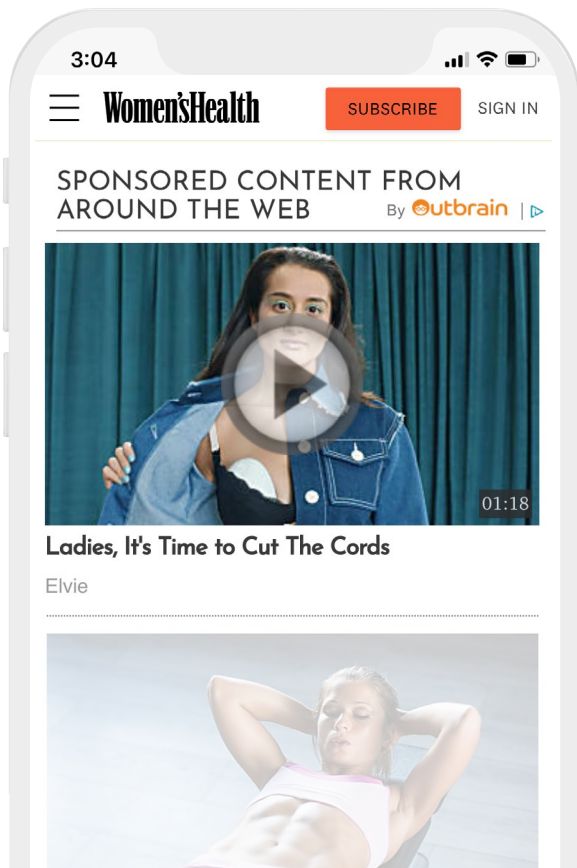 3:04
Women'sHealth
SUBSCRIBE
SIGN IN
SPONSORED CONTENT FROM
AROUND THE WEB
By Outbrain
01:18
Ladies, It's Time to Cut The Cords
Elvie